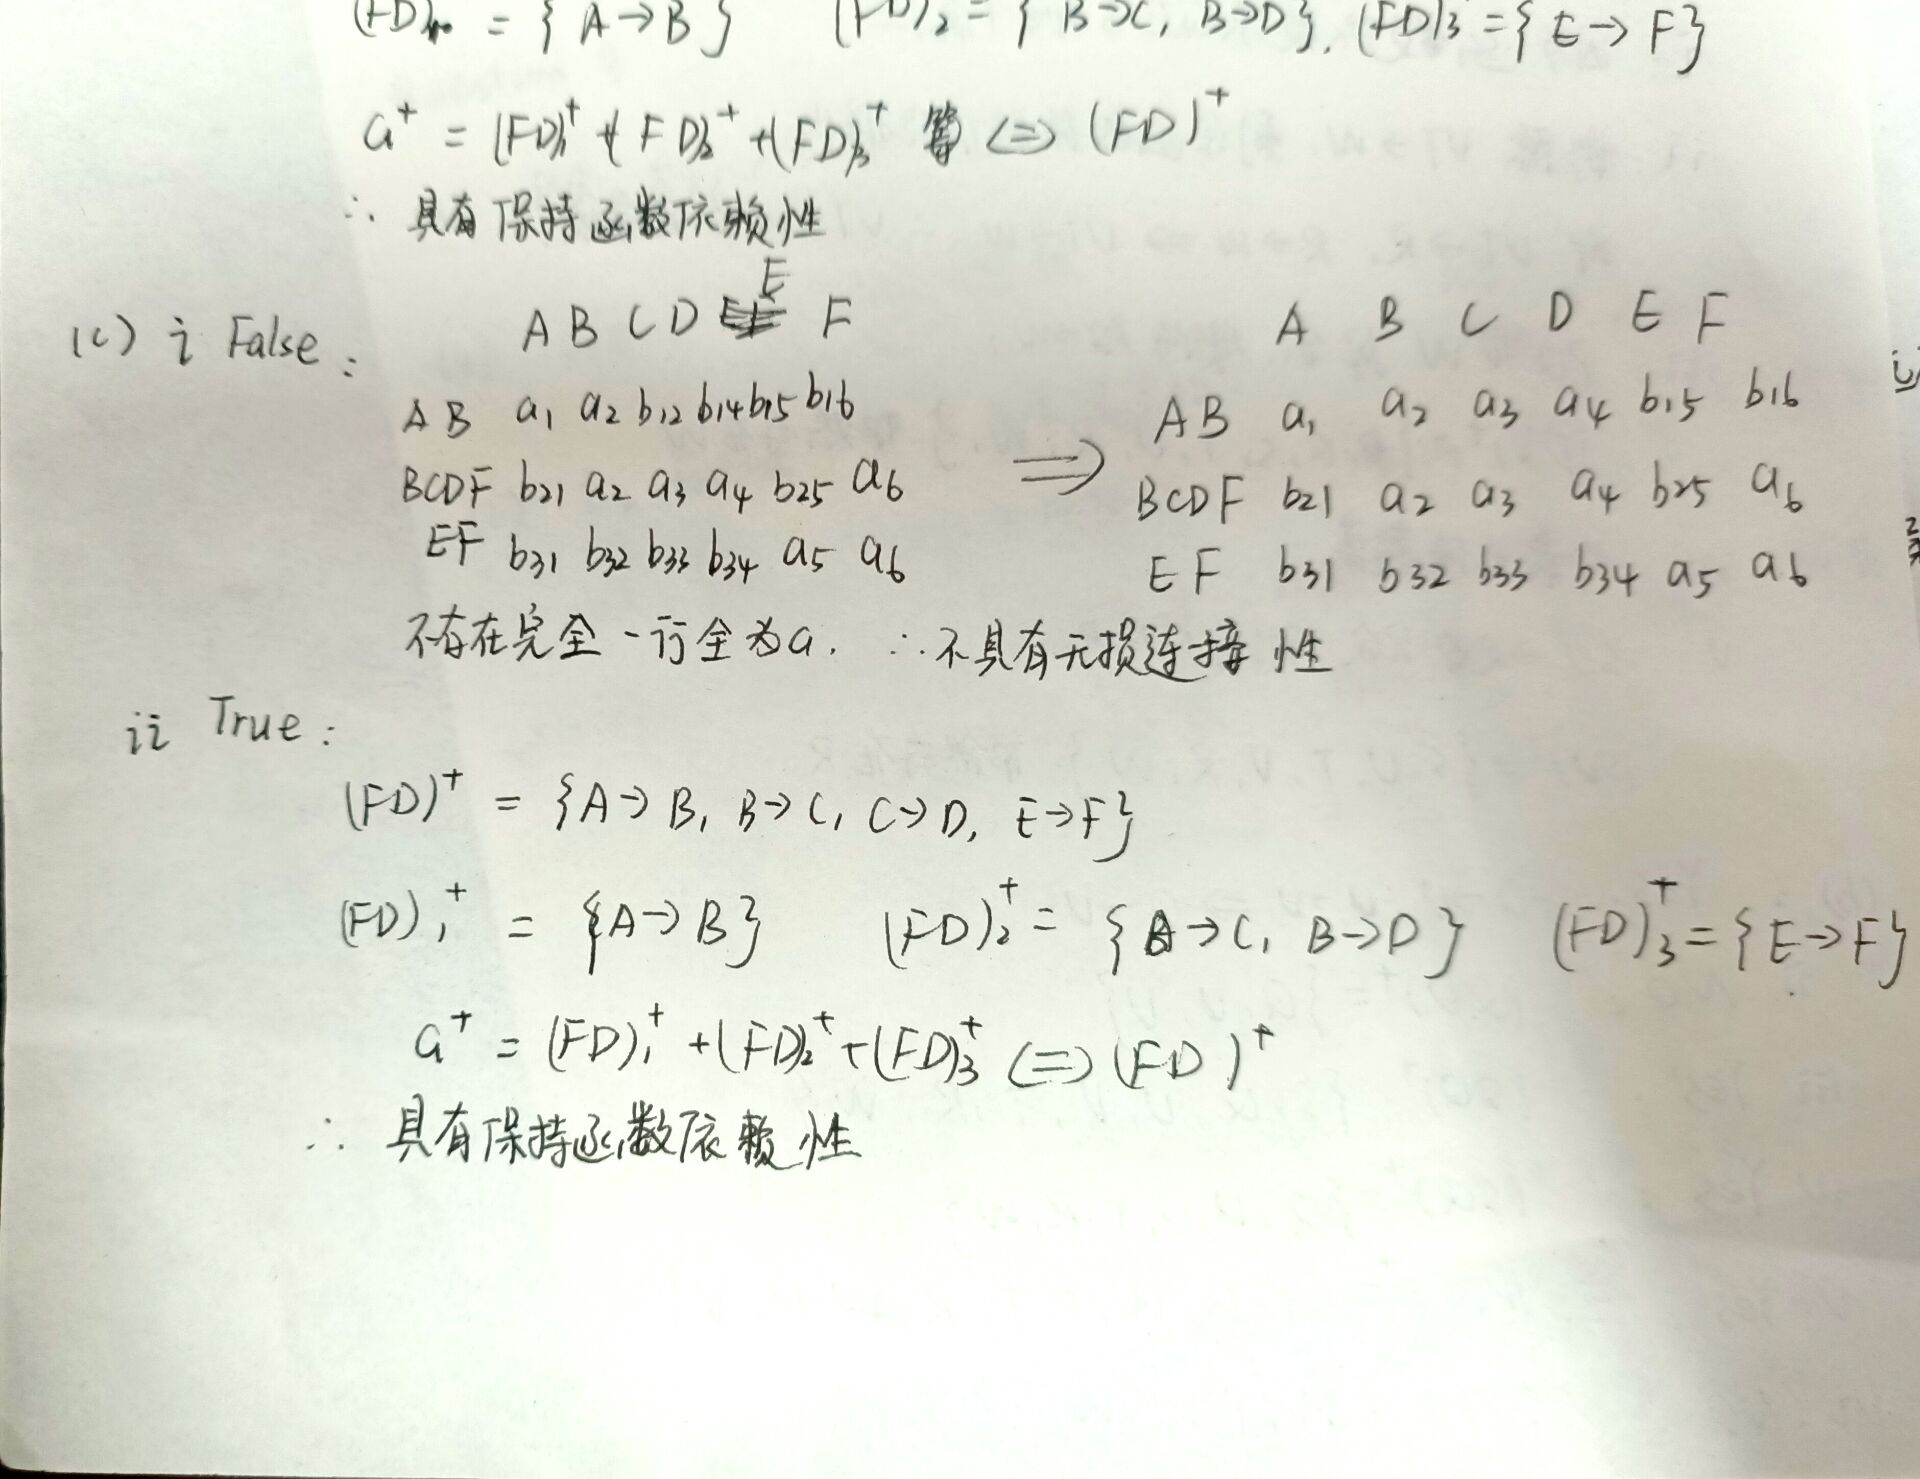 = { A→B } = { B→C, B→D }, (FD)3 = { E→F }
G⁺ = (FD)₁⁺ + (FD)₂⁺ + (FD)₃⁺ ⇔ (FD)⁺
∴ 具有保持函数依赖性
(c) i False:
A B C D E F
AB a₁ a₂ b₁₂ b₁₄ b₁₅ b₁₆
BCDF b₂₁ a₂ a₃ a₄ b₂₅ a₆
EF b₃₁ b₃₂ b₃₃ b₃₄ a₅ a₆
⇒
A B C D E F
AB a₁ a₂ a₃ a₄ b₁₅ b₁₆
BCDF b₂₁ a₂ a₃ a₄ b₂₅ a₆
EF b₃₁ b₃₂ b₃₃ b₃₄ a₅ a₆
不存在完全一行全为a. ∴不具有无损连接性
ii True:
(FD)⁺ = {A→B, B→C, C→D, E→F}
(FD)₁⁺ = {A→B} (FD)₂⁺ = {B→C, B→D} (FD)₃⁺ = {E→F}
G⁺ = (FD)₁⁺ + (FD)₂⁺ + (FD)₃⁺ ⇔ (FD)⁺
∴ 具有保持函数依赖性